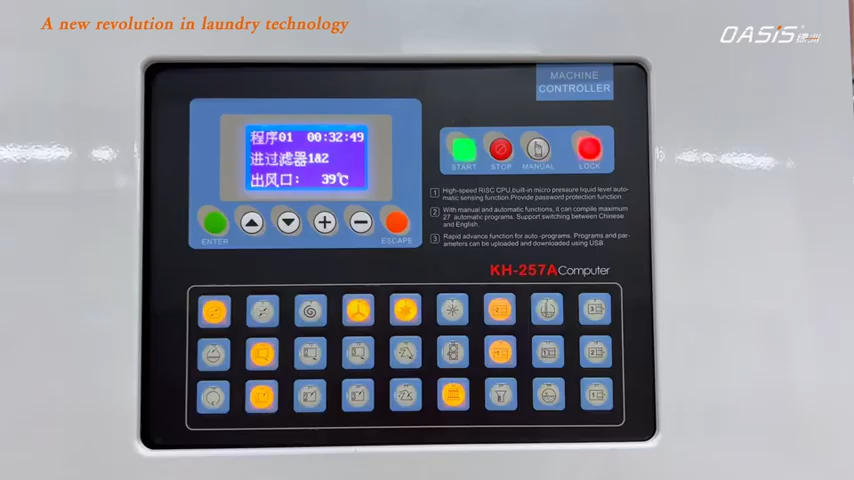 A new revolution in laundry technology
OASIS
MACHINE
CONTROLLER
程序01 00:32:49
进过滤器1&2
出风口: 39℃
ENTER
ESCAPE
START
STOP
MANUAL
LOCK
1 High-speed RISC CPU,built-in micro pressure liquid level auto-
matic sensing function.Provide password protection function.
2 With manual and automatic functions, it can compile maximum
27 automatic programs. Support switching between Chinese
and English.
3 Rapid advance function for auto-programs. Programs and par-
ameters can be uploaded and downloaded using USB.
KH-257A Computer